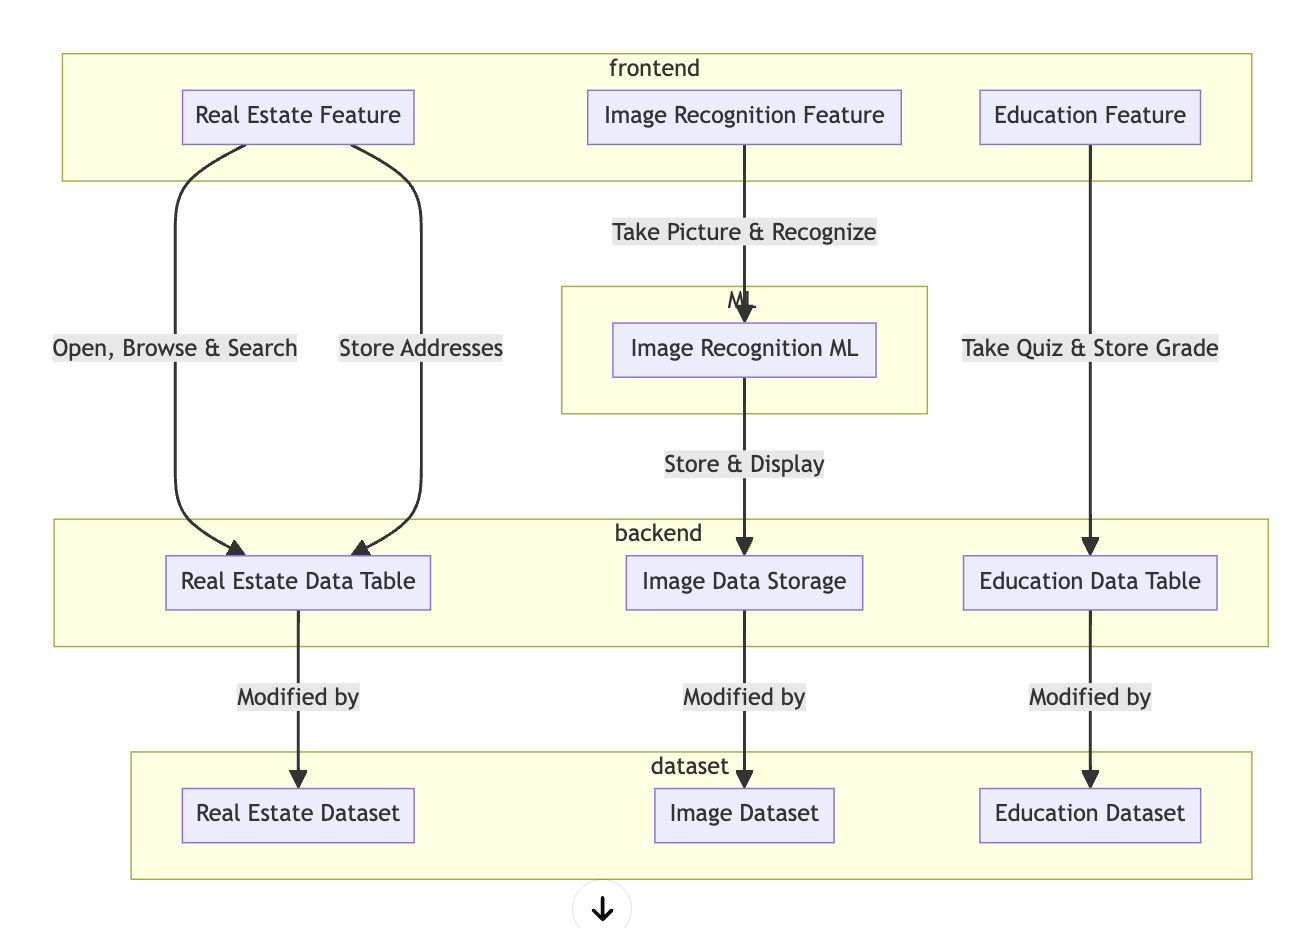 frontend
Real Estate Feature
Image Recognition Feature
Education Feature
Take Picture & Recognize
ML
Open, Browse & Search
Store Addresses
Image Recognition ML
Take Quiz & Store Grade
Store & Display
backend
Real Estate Data Table
Image Data Storage
Education Data Table
Modified by
Modified by
Modified by
dataset
Real Estate Dataset
Image Dataset
Education Dataset